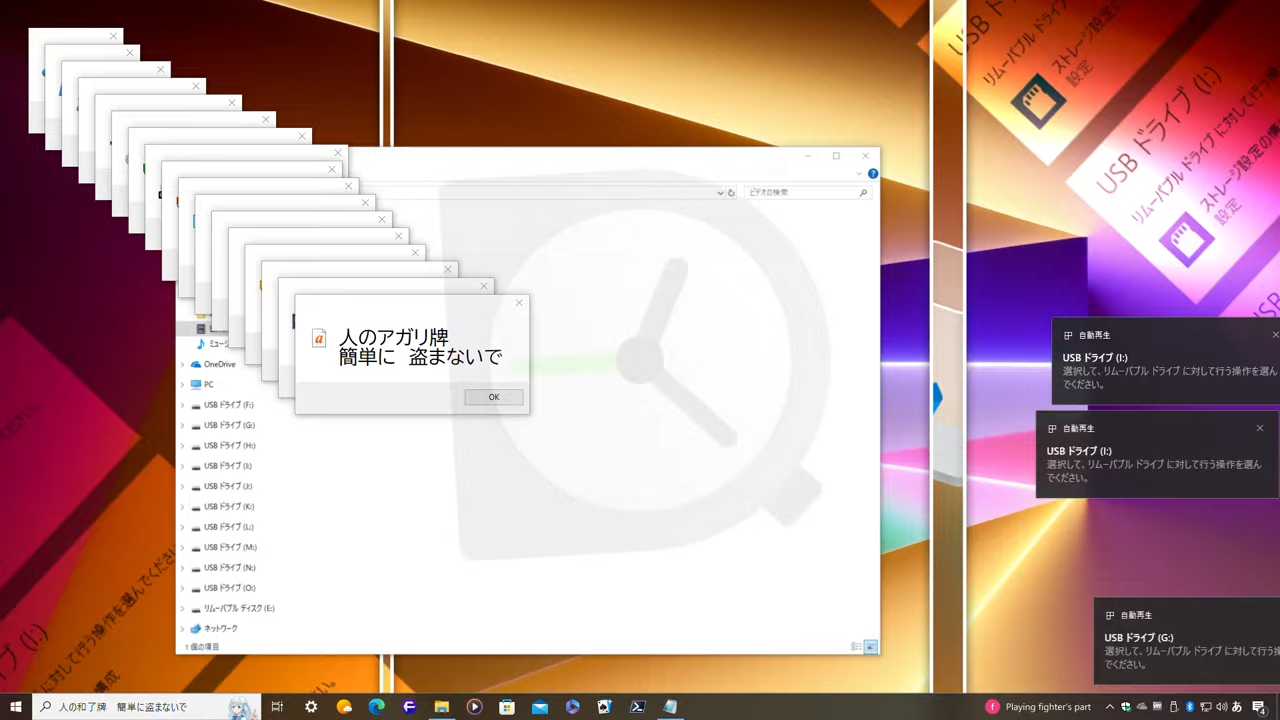 USB ド
リムーバブル ドライブ
ストレージ設定の
設定
USB ドライブ (I:)
リムーバブル ドライブ に対して行う操
ストレージ設定の場
設定
ビデオの検索
人のアガリ牌
簡単に 盗まないで
OK
OneDrive
PC
USB ドライブ (F:)
USB ドライブ (G:)
USB ドライブ (H:)
USB ドライブ (I:)
USB ドライブ (J:)
USB ドライブ (K:)
USB ドライブ (L:)
USB ドライブ (M:)
USB ドライブ (N:)
USB ドライブ (O:)
リムーバブル ディスク (E:)
ネットワーク
1 個の項目
自動再生
USB ドライブ (I:)
選択して、リムーバブル ドライブ に対して行う操作を選ん
でください。
自動再生
USB ドライブ (I:)
選択して、リムーバブル ドライブ に対して行う操作を選ん
でください。
自動再生
USB ドライブ (G:)
選択して、リムーバブル ドライブ に対して行う操
でください。
人の和了牌 簡単に盗まないで
Playing fighter's part
あ
4